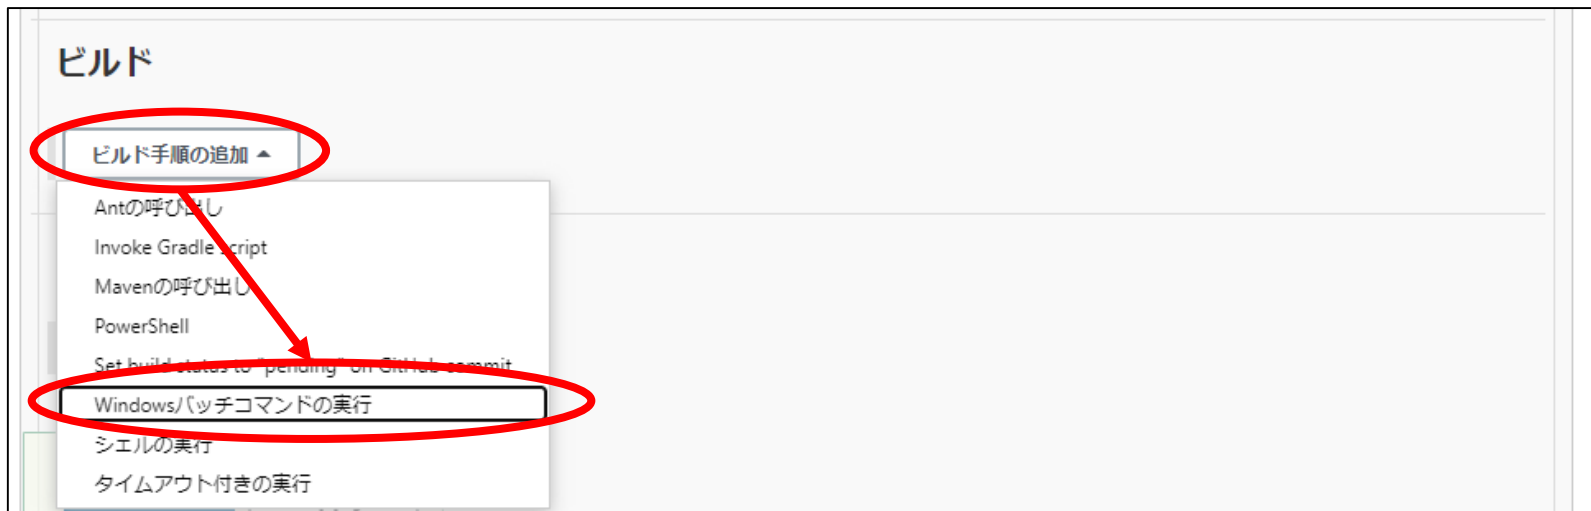 ビルド
ビルド手順の追加
Antの呼び出し
Invoke Gradle script
Mavenの呼び出し
PowerShell
Set build status to "pending" on GitHub commit
Windowsバッチコマンドの実行
シェルの実行
タイムアウト付きの実行